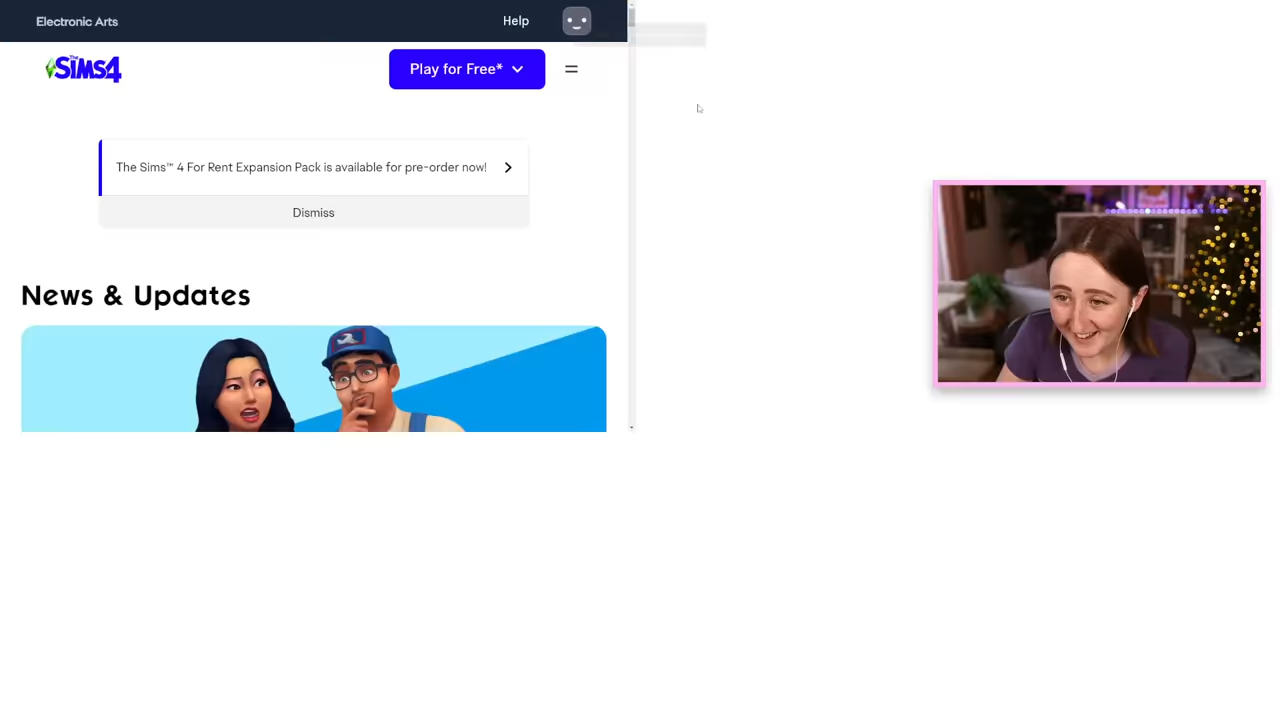 Electronic Arts
Help
The Sims 4
Play for Free*
The Sims™ 4 For Rent Expansion Pack is available for pre-order now!
Dismiss
News & Updates